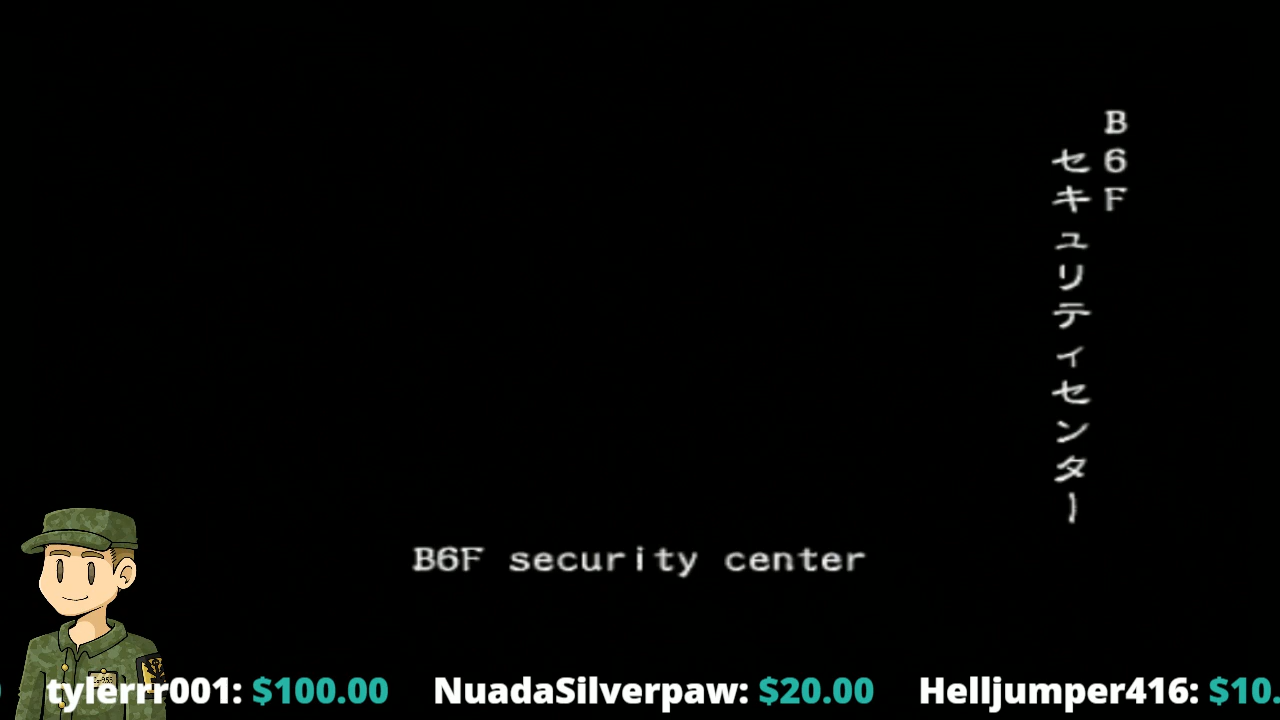 B6F
セキュリティセンター
B6F security center
tylerrr001: $100.00 NuadaSilverpaw: $20.00 Helljumper416: $10.